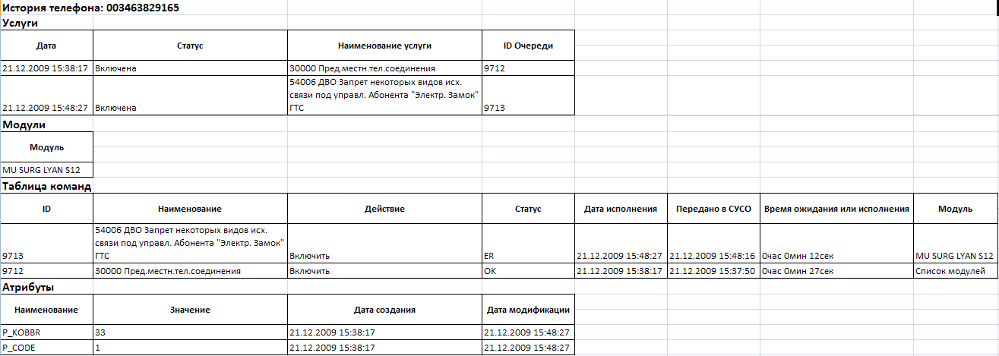 История телефона: 003463829165
Услуги
Дата Статус Наименование услуги ID Очереди
21.12.2009 15:38:17 Включена 30000 Пред.местн.тел.соединения 9712
54006 ДВО Запрет некоторых видов исх.
связи под управл. Абонента "Электр. Замок"
21.12.2009 15:48:27 Включена ГТС 9713
Модули
Модуль
MU SURG LYAN S12
Таблица команд
ID Наименование Действие Статус Дата исполнения Передано в СУСО Время ожидания или исполнения Модуль
54006 ДВО Запрет некоторых видов исх.
связи под управл. Абонента "Электр. Замок"
9713 ГТС Включить ER 21.12.2009 15:48:27 21.12.2009 15:48:16 0час 0мин 12сек MU SURG LYAN S12
9712 30000 Пред.местн.тел.соединения Включить OK 21.12.2009 15:38:17 21.12.2009 15:37:50 0час 0мин 27сек Список модулей
Атрибуты
Наименование Значение Дата создания Дата модификации
P_KOBBR 33 21.12.2009 15:38:17 21.12.2009 15:48:27
P_CODE 1 21.12.2009 15:38:17 21.12.2009 15:48:27